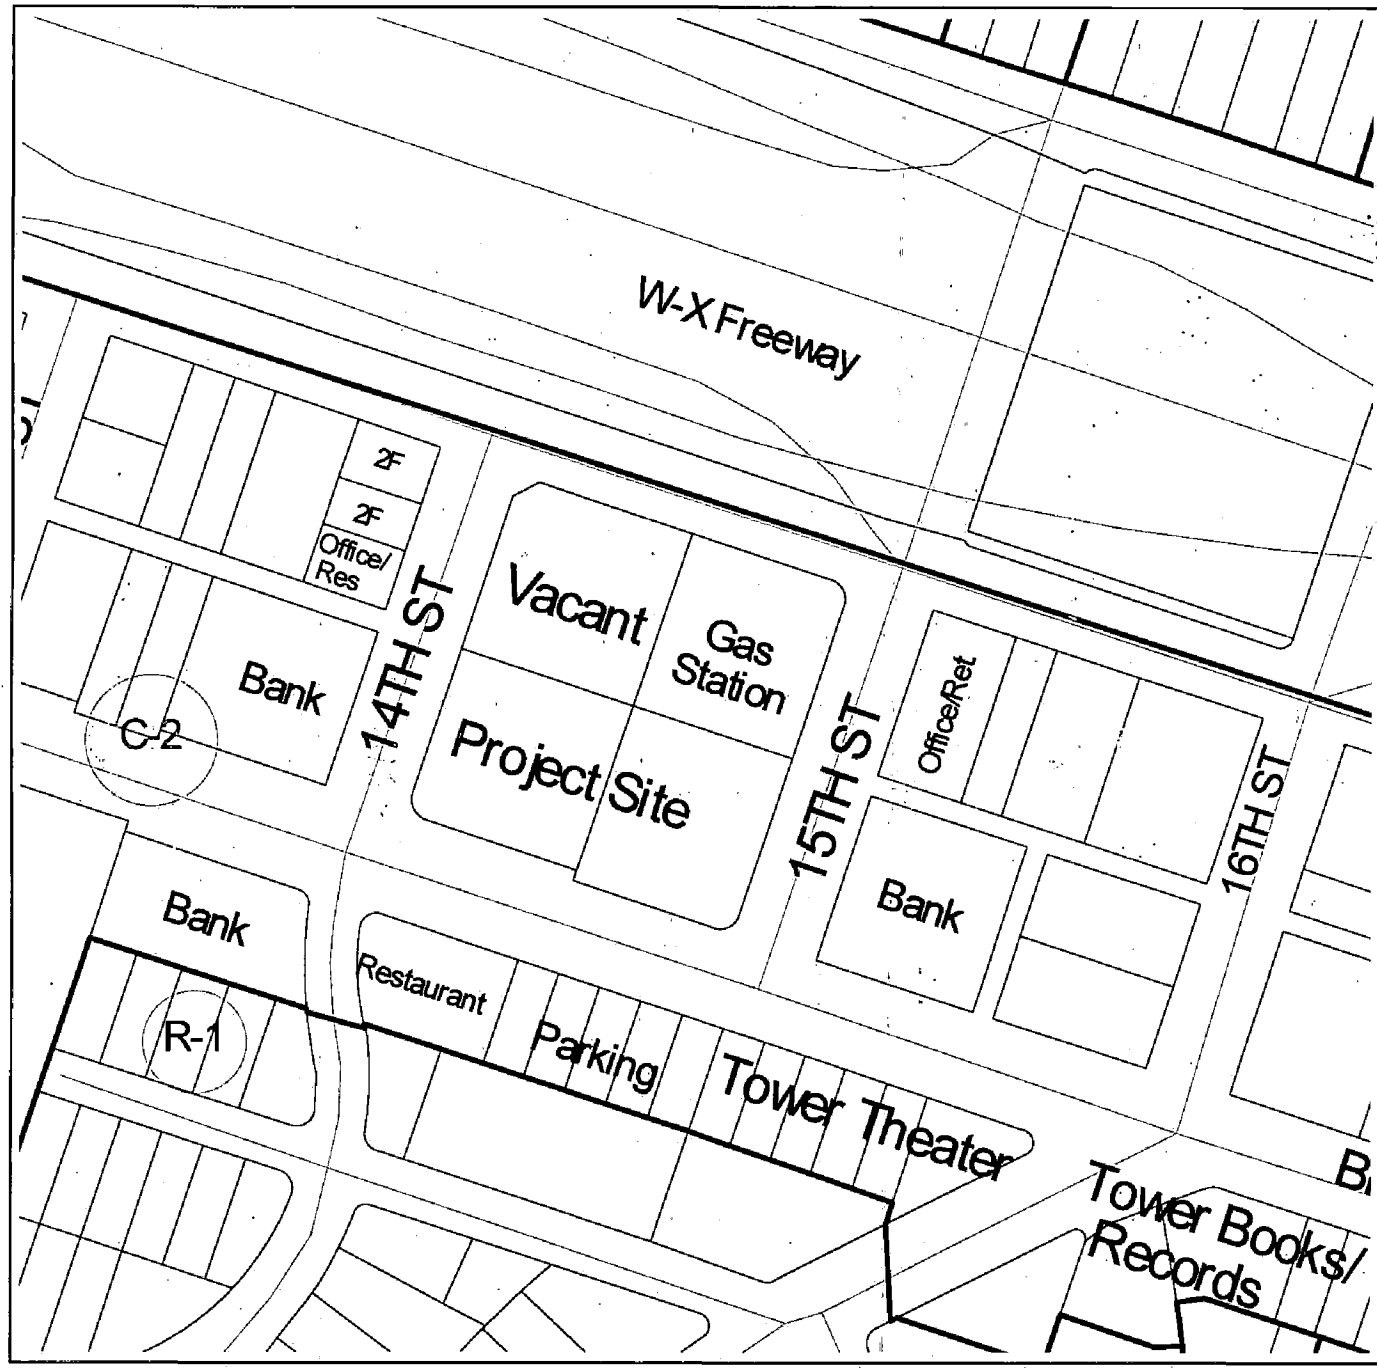 W-X Freeway
ST
2F
2F
Office/
Res
14TH ST
Vacant
Gas
Station
Bank
C-2
Project Site
15TH ST
Office/Ret
16TH ST
Bank
Bank
Restaurant
R-1
Parking
Tower Theater
Tower Books/
Records